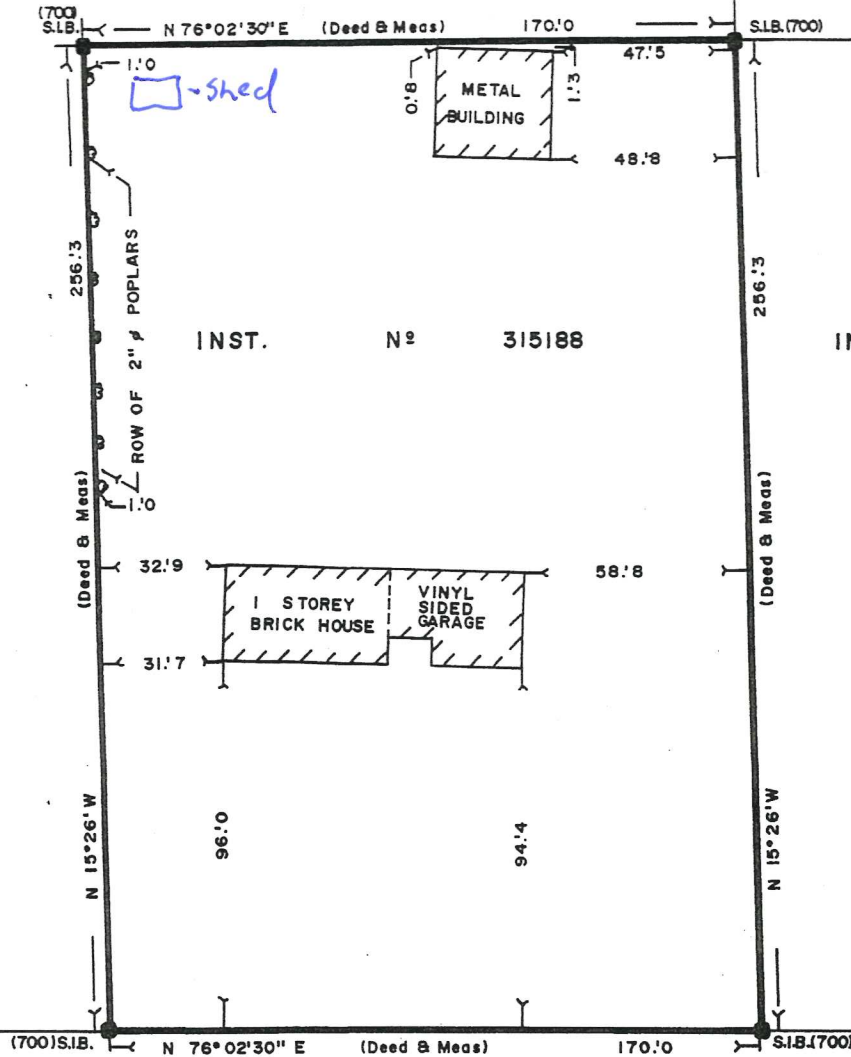 (700)
S.I.B.
N 76°02'30" E (Deed & Meas) 170.'0
S.I.B.(700)
1.'0
-shed
0.'8
METAL
BUILDING
1.'3
47.'5
48.'8
256.'3
ROW OF 2" ø POPLARS
256.'3
INST. Nº 315188
1.'0
(Deed & Meas)
(Deed & Meas)
32.'9
58.'8
1 STOREY
BRICK HOUSE
VINYL
SIDED
GARAGE
31.'7
N 15°26' W
96.'0
94.'4
N 15°26' W
(700)S.I.B.
N 76°02'30" E (Deed & Meas) 170.'0
S.I.B.(700)